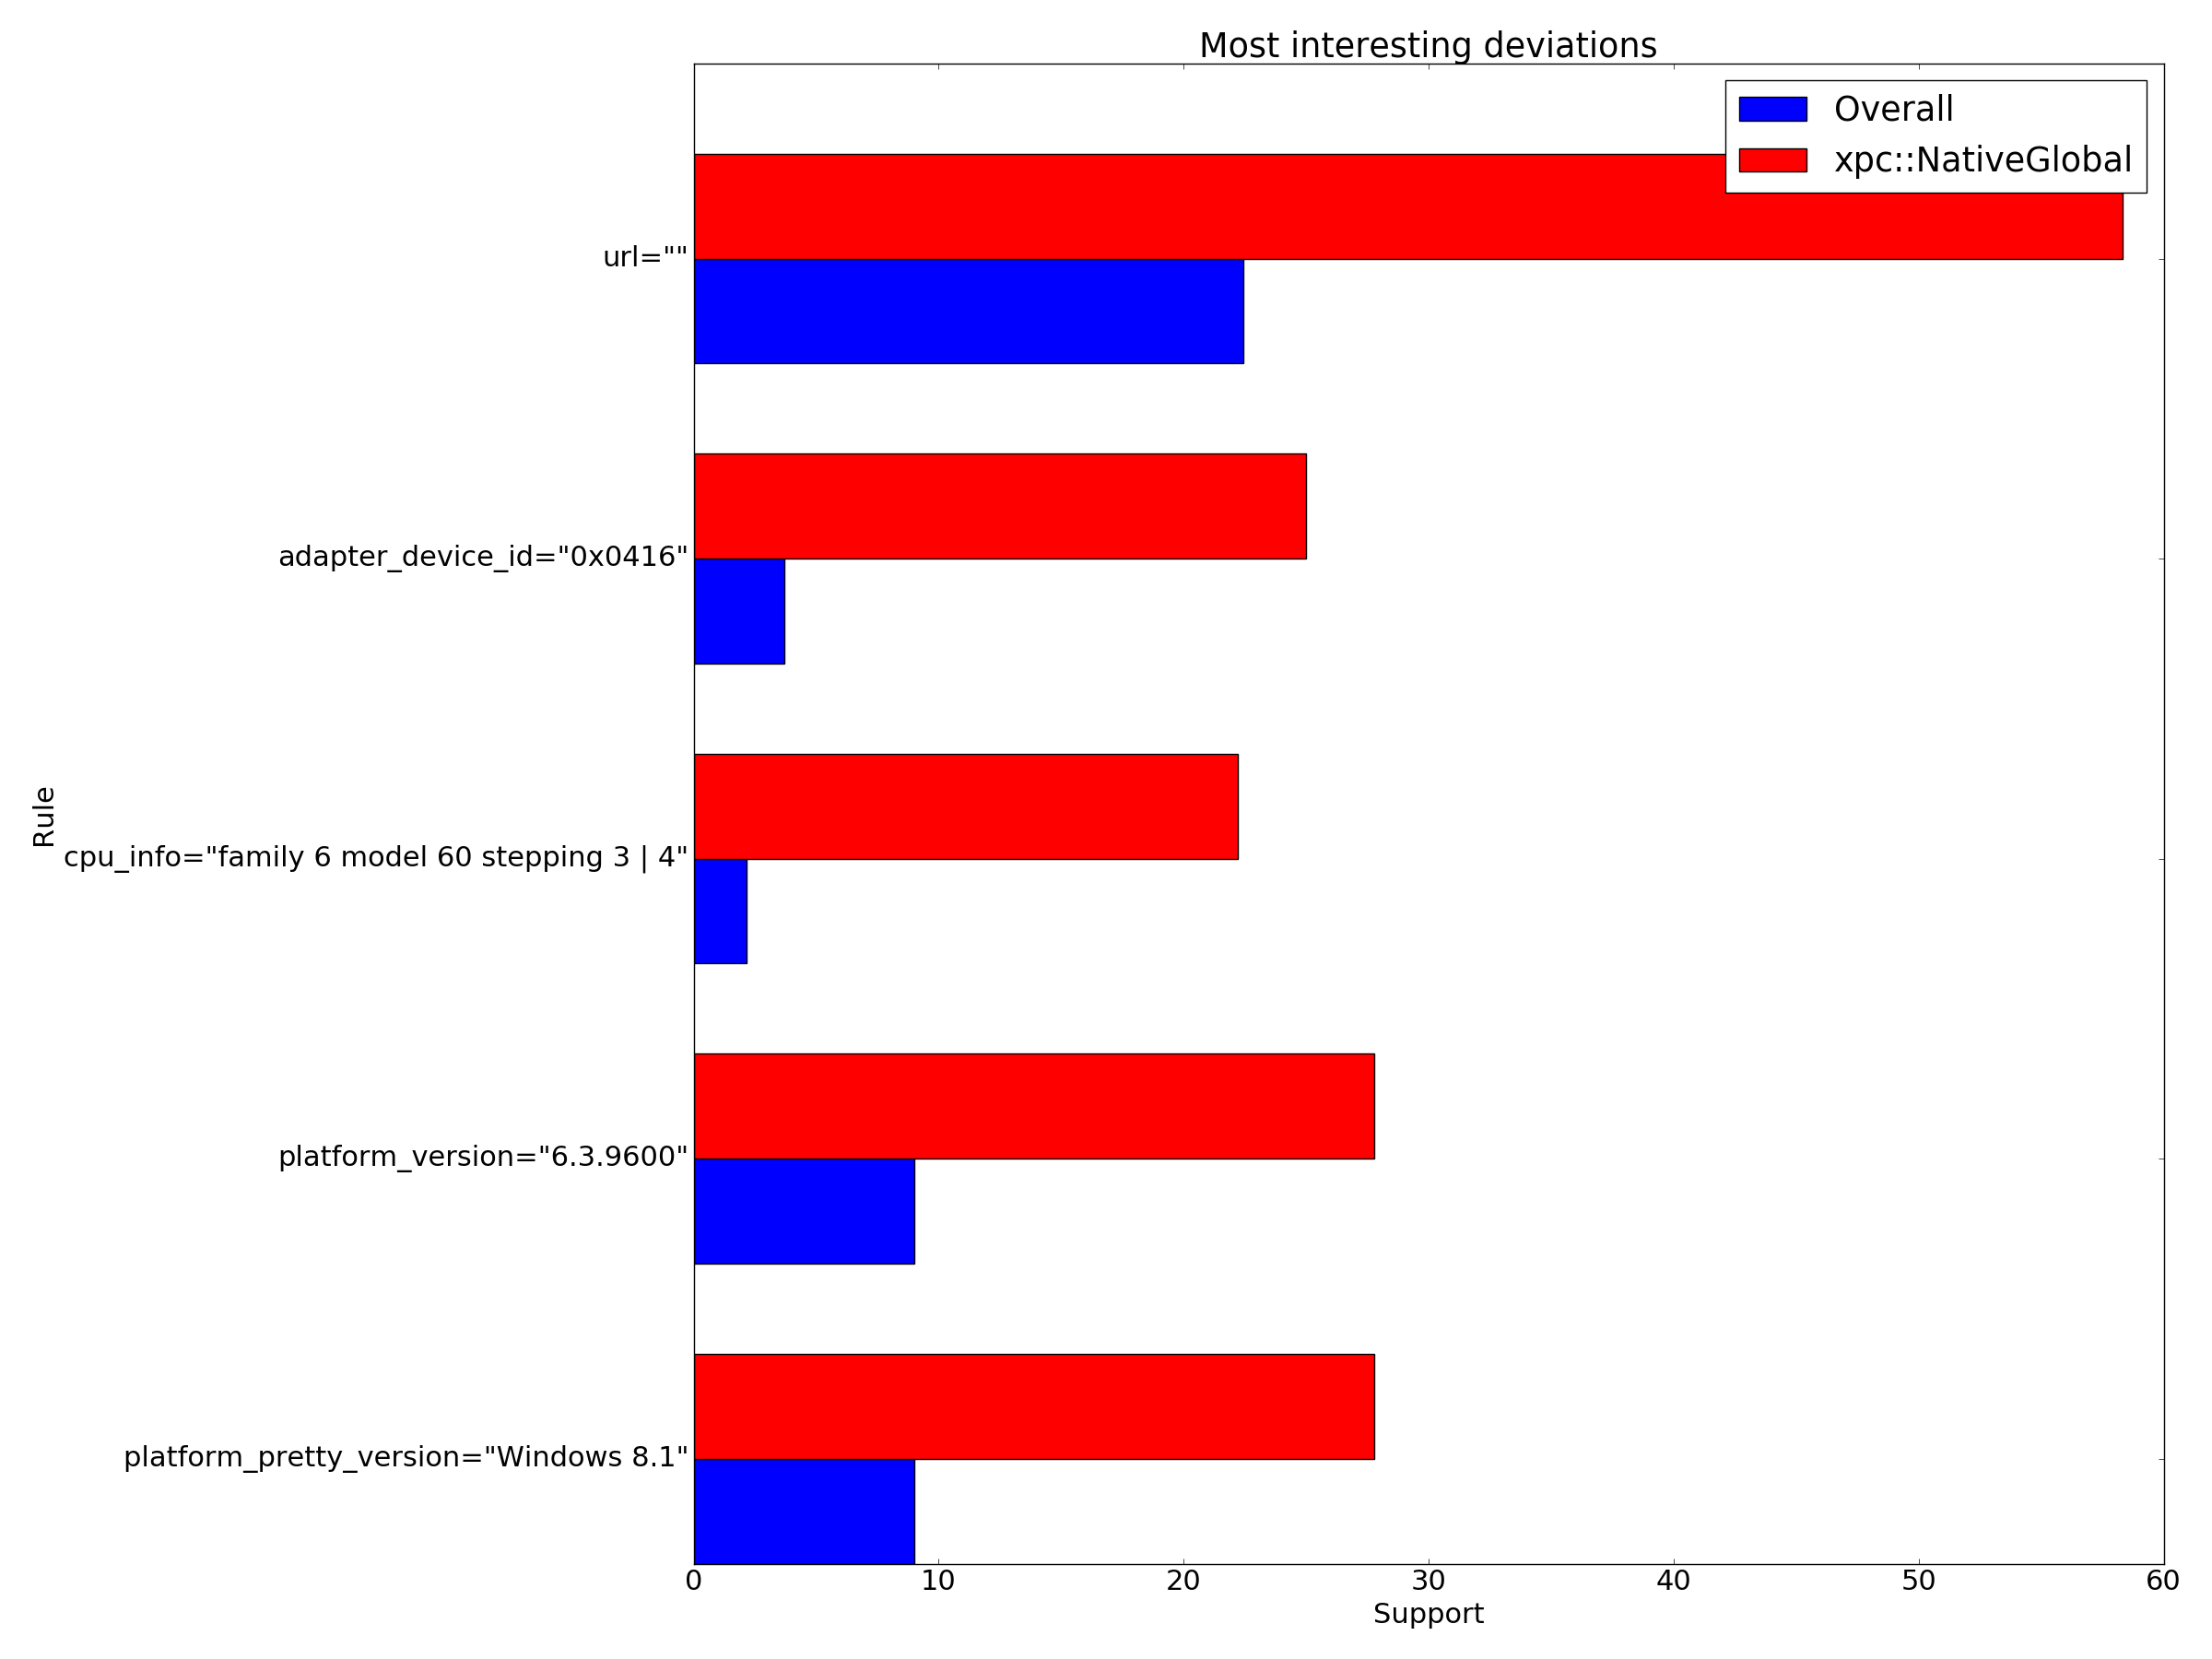 Most interesting deviations
Overall
xpc::NativeGlobal
url=""
adapter_device_id="0x0416"
Rule
cpu_info="family 6 model 60 stepping 3 | 4"
platform_version="6.3.9600"
platform_pretty_version="Windows 8.1"
0 10 20 30 40 50 60
Support